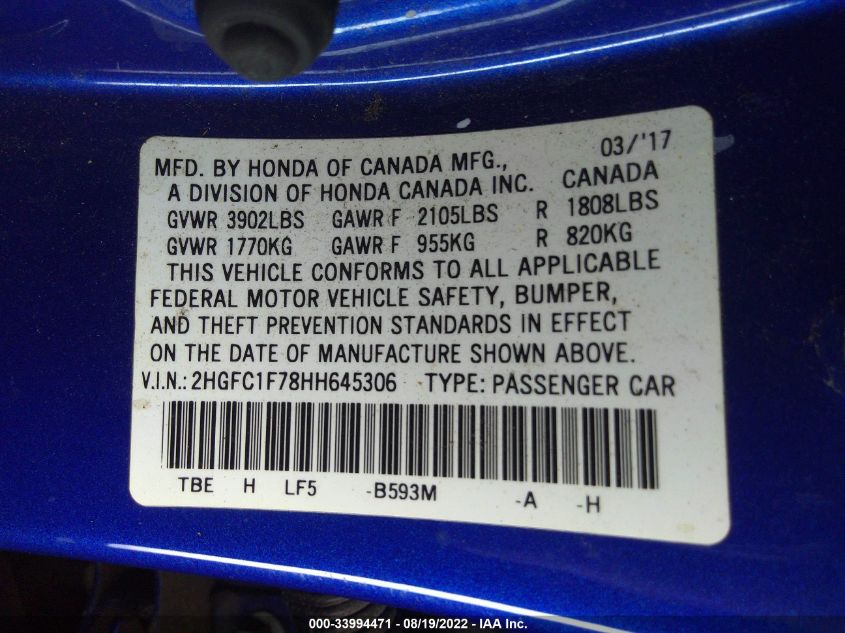 03/'17
MFD. BY HONDA OF CANADA MFG.,
A DIVISION OF HONDA CANADA INC. CANADA
GVWR 3902LBS GAWR F 2105LBS R 1808LBS
GVWR 1770KG GAWR F 955KG R 820KG
THIS VEHICLE CONFORMS TO ALL APPLICABLE
FEDERAL MOTOR VEHICLE SAFETY, BUMPER,
AND THEFT PREVENTION STANDARDS IN EFFECT
ON THE DATE OF MANUFACTURE SHOWN ABOVE.
V.I.N.: 2HGFC1F78HH645306 TYPE: PASSENGER CAR
TBE H LF5 -B593M -A -H
000-33994471 - 08/19/2022 - IAA Inc.